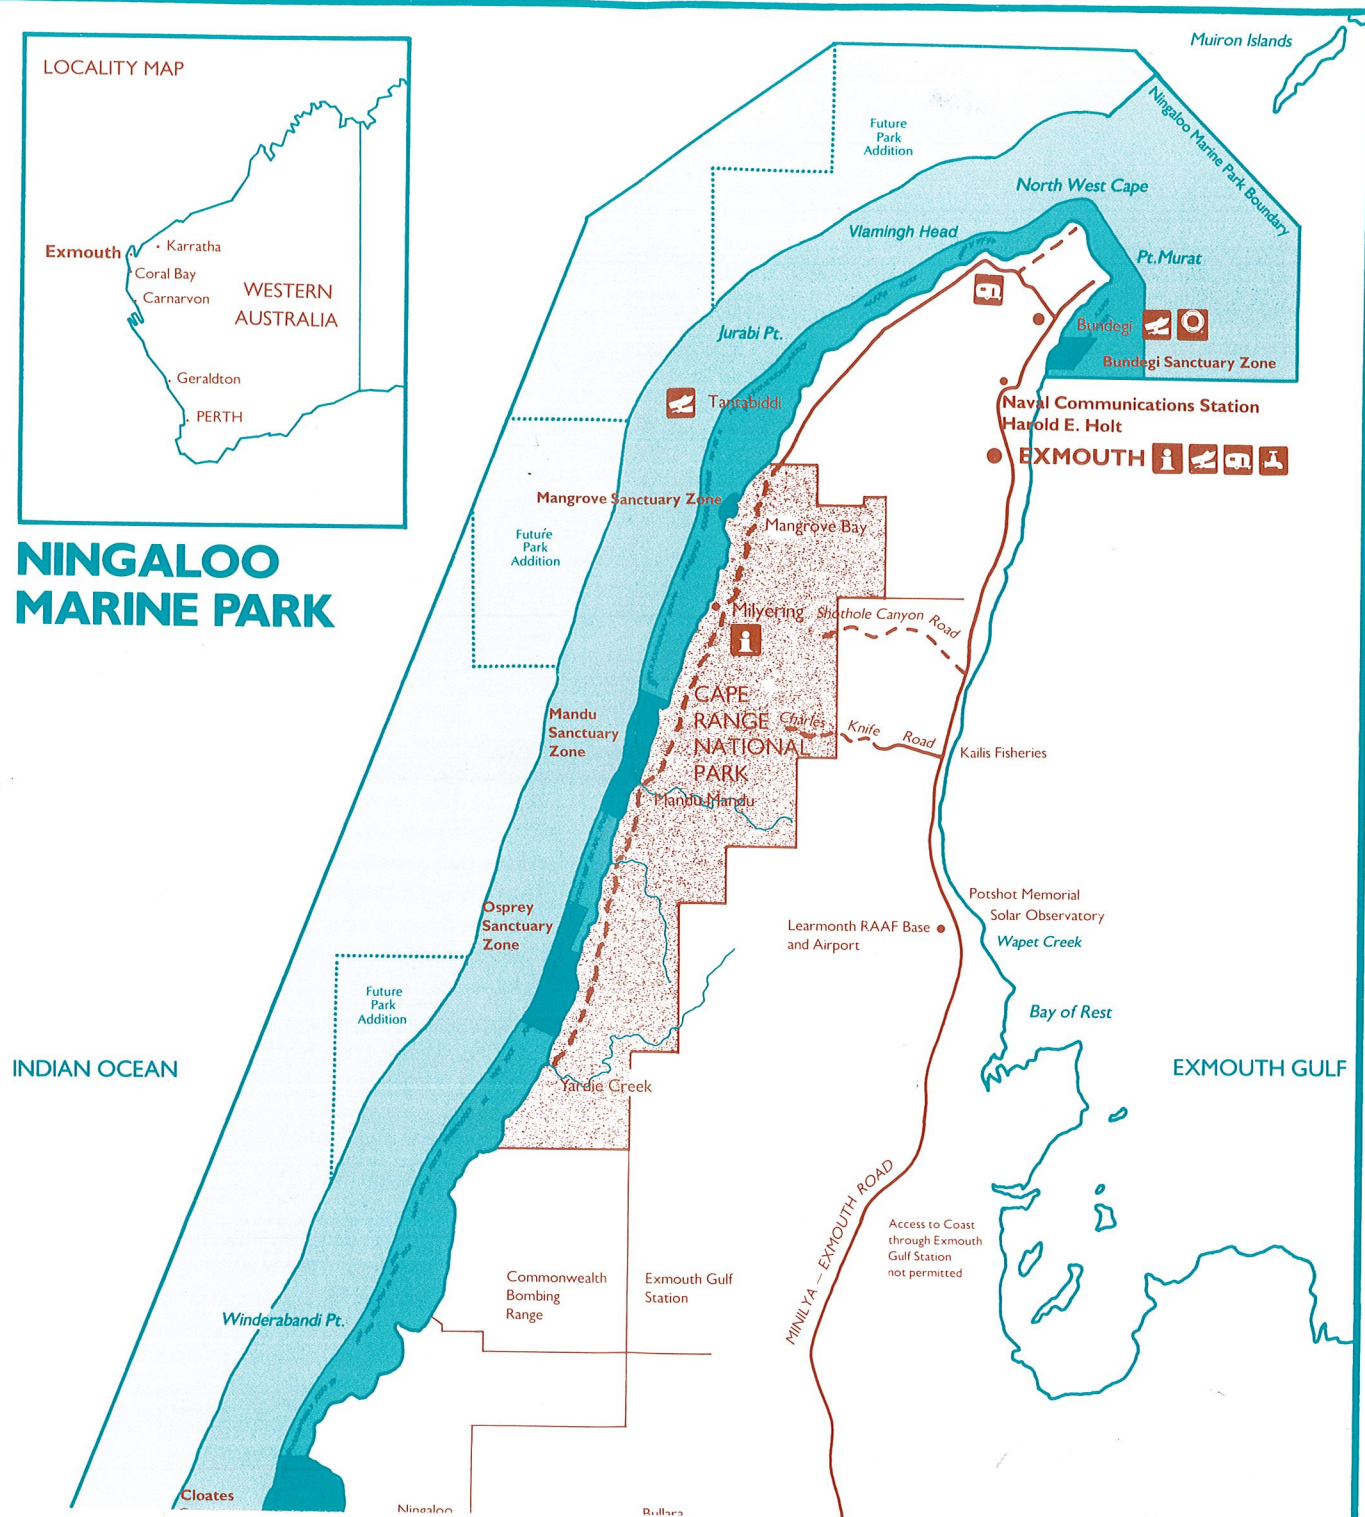 LOCALITY MAP
Exmouth
Karratha
Coral Bay
Carnarvon
WESTERN
AUSTRALIA
Geraldton
PERTH
NINGALOO
MARINE PARK
Muiron Islands
Ningaloo Marine Park Boundary
Future
Park
Addition
North West Cape
Vlamingh Head
Pt.Murat
Jurabi Pt.
Bundegi
Bundegi Sanctuary Zone
Tantabiddi
Naval Communications Station
Harold E. Holt
EXMOUTH
Mangrove Sanctuary Zone
Mangrove Bay
Future
Park
Addition
Milyering
Shothole Canyon Road
CAPE
RANGE
NATIONAL
PARK
Charles Knife Road
Kailis Fisheries
Mandu
Sanctuary
Zone
Mandu Mandu
Osprey
Sanctuary
Zone
Potshot Memorial
Solar Observatory
Learmonth RAAF Base
and Airport
Wapet Creek
Future
Park
Addition
Bay of Rest
INDIAN OCEAN
EXMOUTH GULF
Yardie Creek
MINILYA – EXMOUTH ROAD
Access to Coast
through Exmouth
Gulf Station
not permitted
Commonwealth
Bombing
Range
Exmouth Gulf
Station
Winderabandi Pt.
Cloates
Ningaloo
Bullara